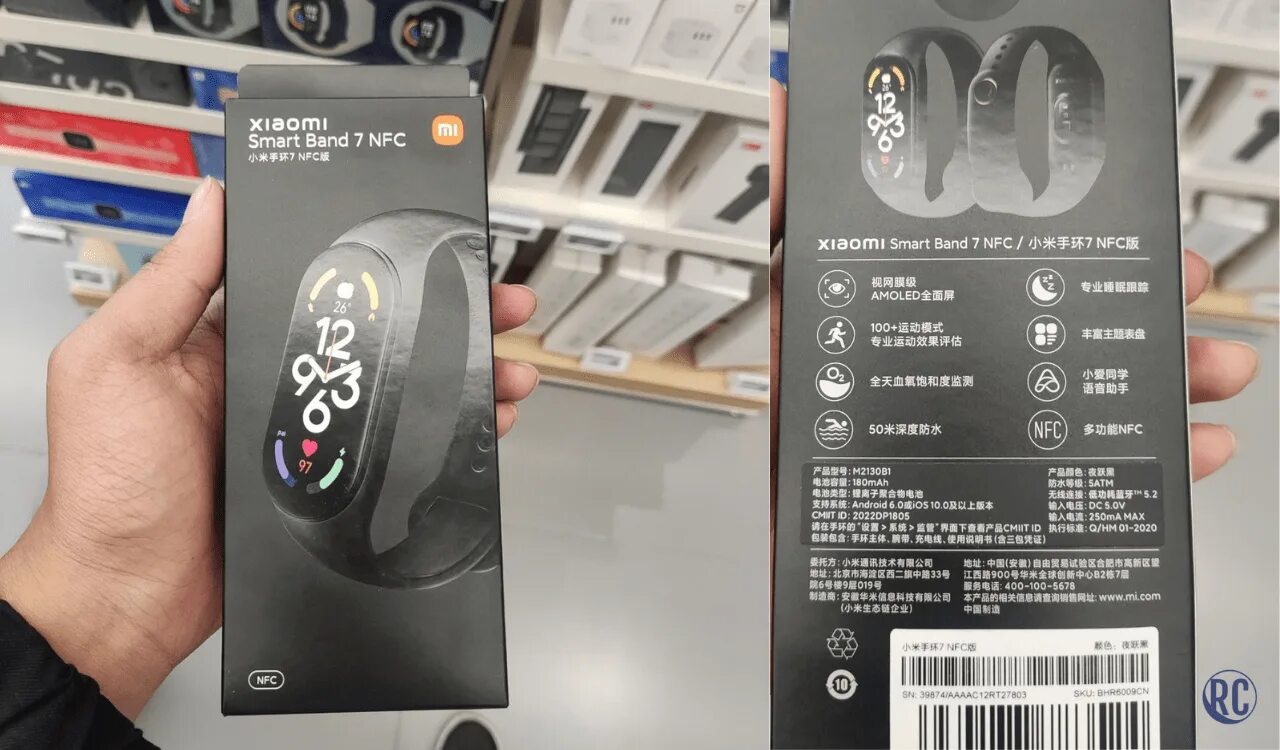 xiaomi
Smart Band 7 NFC
小米手环7 NFC版
mi
26°
12
9 3
6
97
NFC
26°
12
9 3
6
xiaomi Smart Band 7 NFC / 小米手环7 NFC版
视网膜级
AMOLED全面屏
专业睡眠跟踪
100+运动模式
专业运动效果评估
丰富主题表盘
O2
全天血氧饱和度监测
小爱同学
语音助手
50米深度防水
NFC
多功能NFC
产品型号: M2130B1
电池容量: 180mAh
电池类型: 锂离子聚合物电池
支持系统: Android 6.0或iOS 10.0及以上版本
CMIIT ID: 2022DP1805
请在手环的"设置 > 系统 > 监管"界面下查看产品CMIIT ID
包装包含: 手环主体、腕带、充电线、使用说明书 (含三包凭证)
产品颜色: 夜跃黑
防水等级: 5ATM
无线连接: 低功耗蓝牙™ 5.2
输入电压: DC 5.0V
输入电流: 250mA MAX
执行标准: Q/HM 01-2020
委托方: 小米通讯技术有限公司
地址: 北京市海淀区西二旗中路33号
院6号楼9层019号
制造商: 安徽华米信息科技有限公司
(小米生态链企业)
地址: 中国(安徽)自由贸易试验区合肥市高新区望
江西路900号华米全球创新中心B2栋7层
服务电话: 400-100-5678
本产品的相关信息请查询销售网址: www.mi.com
中国制造
10
小米手环7 NFC版
颜色: 夜跃黑
SN: 39874/AAAAC12RT27803
SKU: BHR6009CN
RC